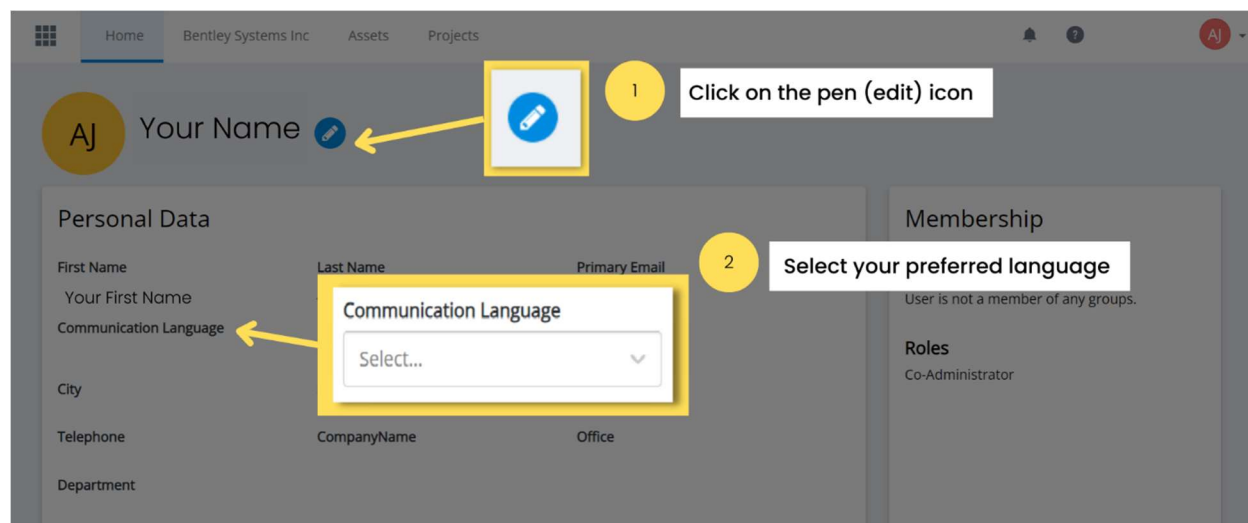 Home Bentley Systems Inc Assets Projects ? AJ
1 Click on the pen (edit) icon
AJ Your Name
Personal Data
First Name Last Name Primary Email
Your First Name
Communication Language
City
Telephone CompanyName Office
Department
2 Select your preferred language
Communication Language
Select...
Membership
User is not a member of any groups.
Roles
Co-Administrator